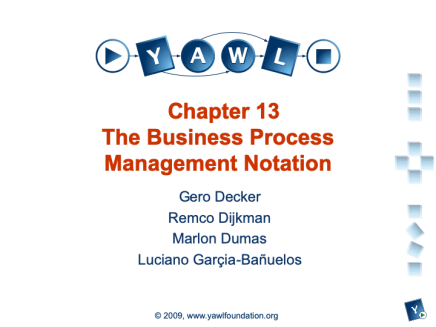 YAWL
Chapter 13
The Business Process
Management Notation
Gero Decker
Remco Dijkman
Marlon Dumas
Luciano Garçia-Bañuelos
© 2009, www.yawlfoundation.org
Y